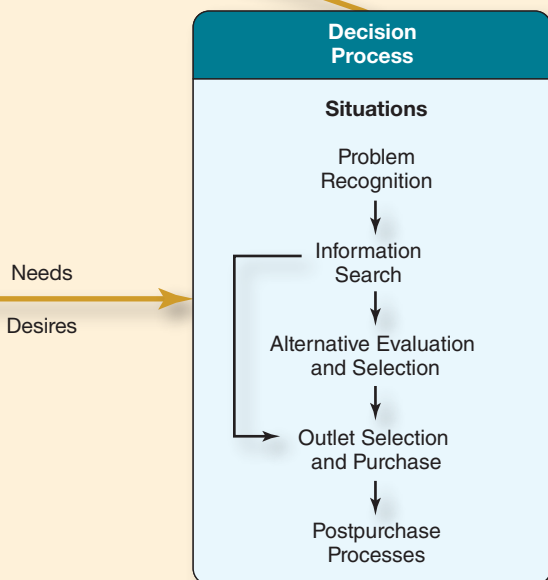 Decision
Process
Situations
Problem
Recognition
Information
Search
Needs
Desires
Alternative Evaluation
and Selection
Outlet Selection
and Purchase
Postpurchase
Processes